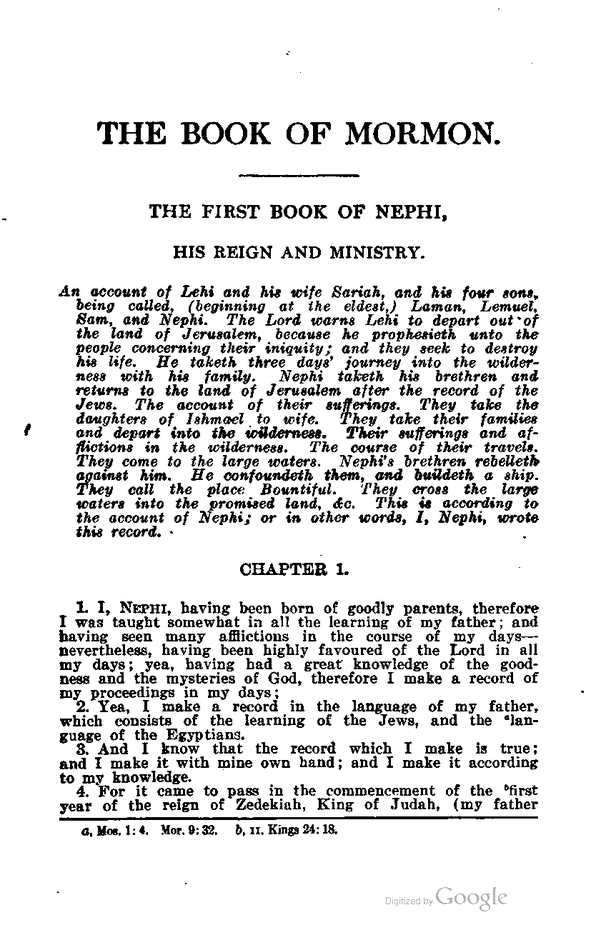 THE BOOK OF MORMON.
THE FIRST BOOK OF NEPHI,
HIS REIGN AND MINISTRY.
An account of Lehi and his wife Sariah, and his four sons,
being called, (beginning at the eldest,) Laman, Lemuel,
Sam, and Nephi. The Lord warns Lehi to depart out of
the land of Jerusalem, because he prophesieth unto the
people concerning their iniquity; and they seek to destroy
his life. He taketh three days' journey into the wilder-
ness with his family. Nephi taketh his brethren and
returns to the land of Jerusalem after the record of the
Jews. The account of their sufferings. They take the
daughters of Ishmael to wife. They take their families
and depart into the wilderness. Their sufferings and af-
flictions in the wilderness. The course of their travels.
They come to the large waters. Nephi's brethren rebelleth
against him. He confoundeth them, and buildeth a ship.
They call the place Bountiful. They cross the large
waters into the promised land, &c. This is according to
the account of Nephi; or in other words, I, Nephi, wrote
this record.
CHAPTER 1.
1. I, NEPHI, having been born of goodly parents, therefore
I was taught somewhat in all the learning of my father; and
having seen many afflictions in the course of my days—
nevertheless, having been highly favoured of the Lord in all
my days; yea, having had a great knowledge of the good-
ness and the mysteries of God, therefore I make a record of
my proceedings in my days;
2. Yea, I make a record in the language of my father,
which consists of the learning of the Jews, and the ᵃlan-
guage of the Egyptians.
3. And I know that the record which I make is true;
and I make it with mine own hand; and I make it according
to my knowledge.
4. For it came to pass in the commencement of the ᵇfirst
year of the reign of Zedekiah, King of Judah, (my father
a, Mos. 1: 4. Mor. 9: 32. b, II. Kings 24: 18.
Digitized by Google